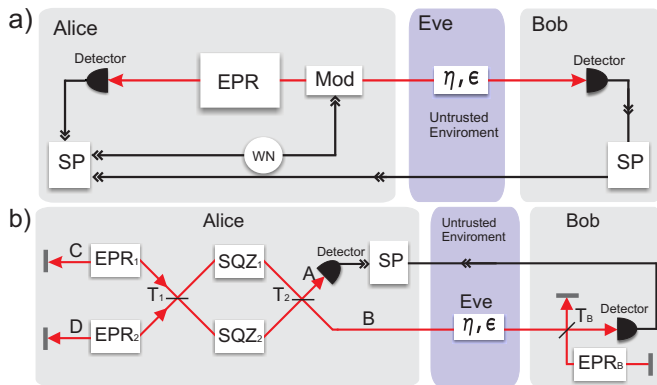 a)
Alice
Eve
Bob
Detector
EPR
Mod
η, ϵ
Detector
Untrusted
Enviroment
SP
WN
SP
b)
Alice
Untrusted
Enviroment
Bob
C
EPR1
SQZ1
Detector
A
SP
T1
T2
Eve
TB
Detector
D
EPR2
SQZ2
B
η, ϵ
EPRB